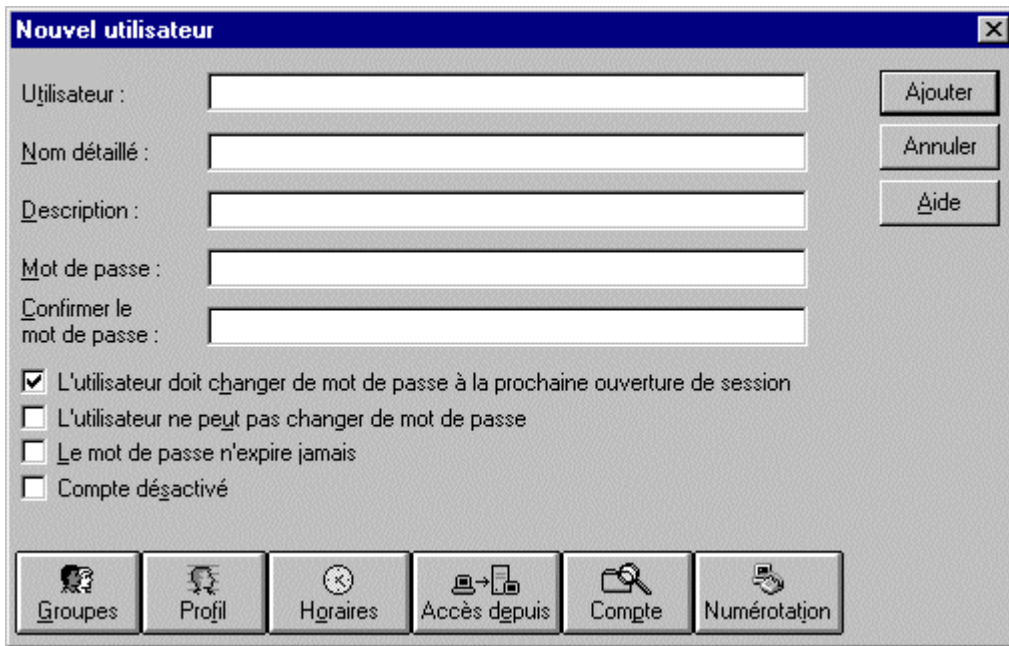 Nouvel utilisateur
Utilisateur :
Ajouter
Nom détaillé :
Annuler
Description :
Aide
Mot de passe :
Confirmer le
mot de passe :
L'utilisateur doit changer de mot de passe à la prochaine ouverture de session
L'utilisateur ne peut pas changer de mot de passe
Le mot de passe n'expire jamais
Compte désactivé
Groupes
Profil
Horaires
Accès depuis
Compte
Numérotation